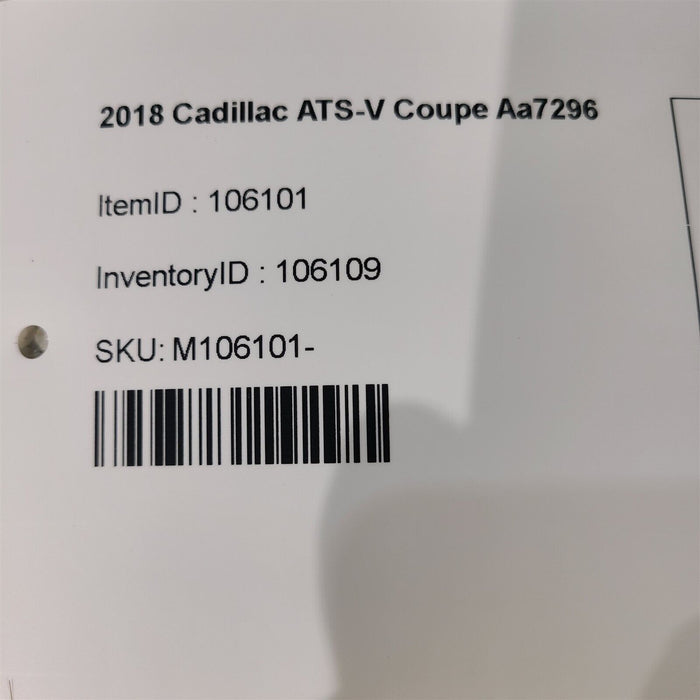 2018 Cadillac ATS-V Coupe Aa7296
ItemID : 106101
InventoryID : 106109
SKU: M106101-